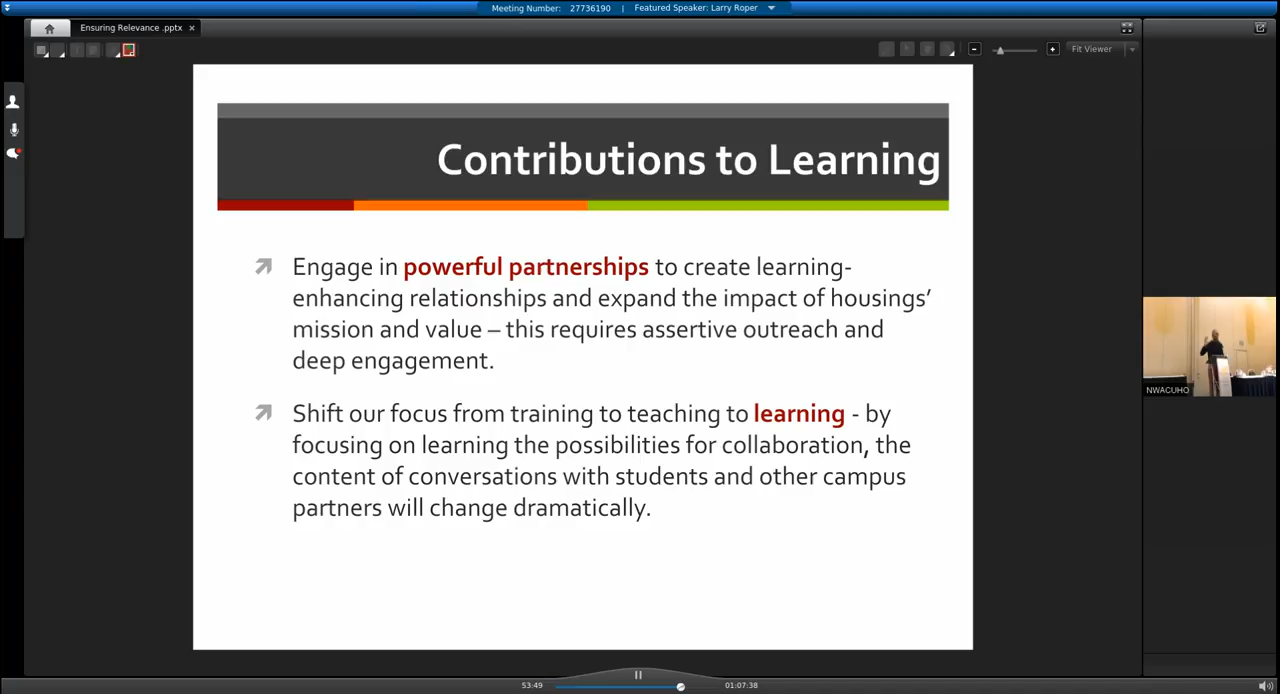 Meeting Number: 27736190 | Featured Speaker: Larry Roper
Ensuring Relevance .pptx
Fit Viewer
Contributions to Learning
Engage in powerful partnerships to create learning-
enhancing relationships and expand the impact of housings’
mission and value – this requires assertive outreach and
deep engagement.
Shift our focus from training to teaching to learning - by
focusing on learning the possibilities for collaboration, the
content of conversations with students and other campus
partners will change dramatically.
NWACUHO
53:49
01:07:38